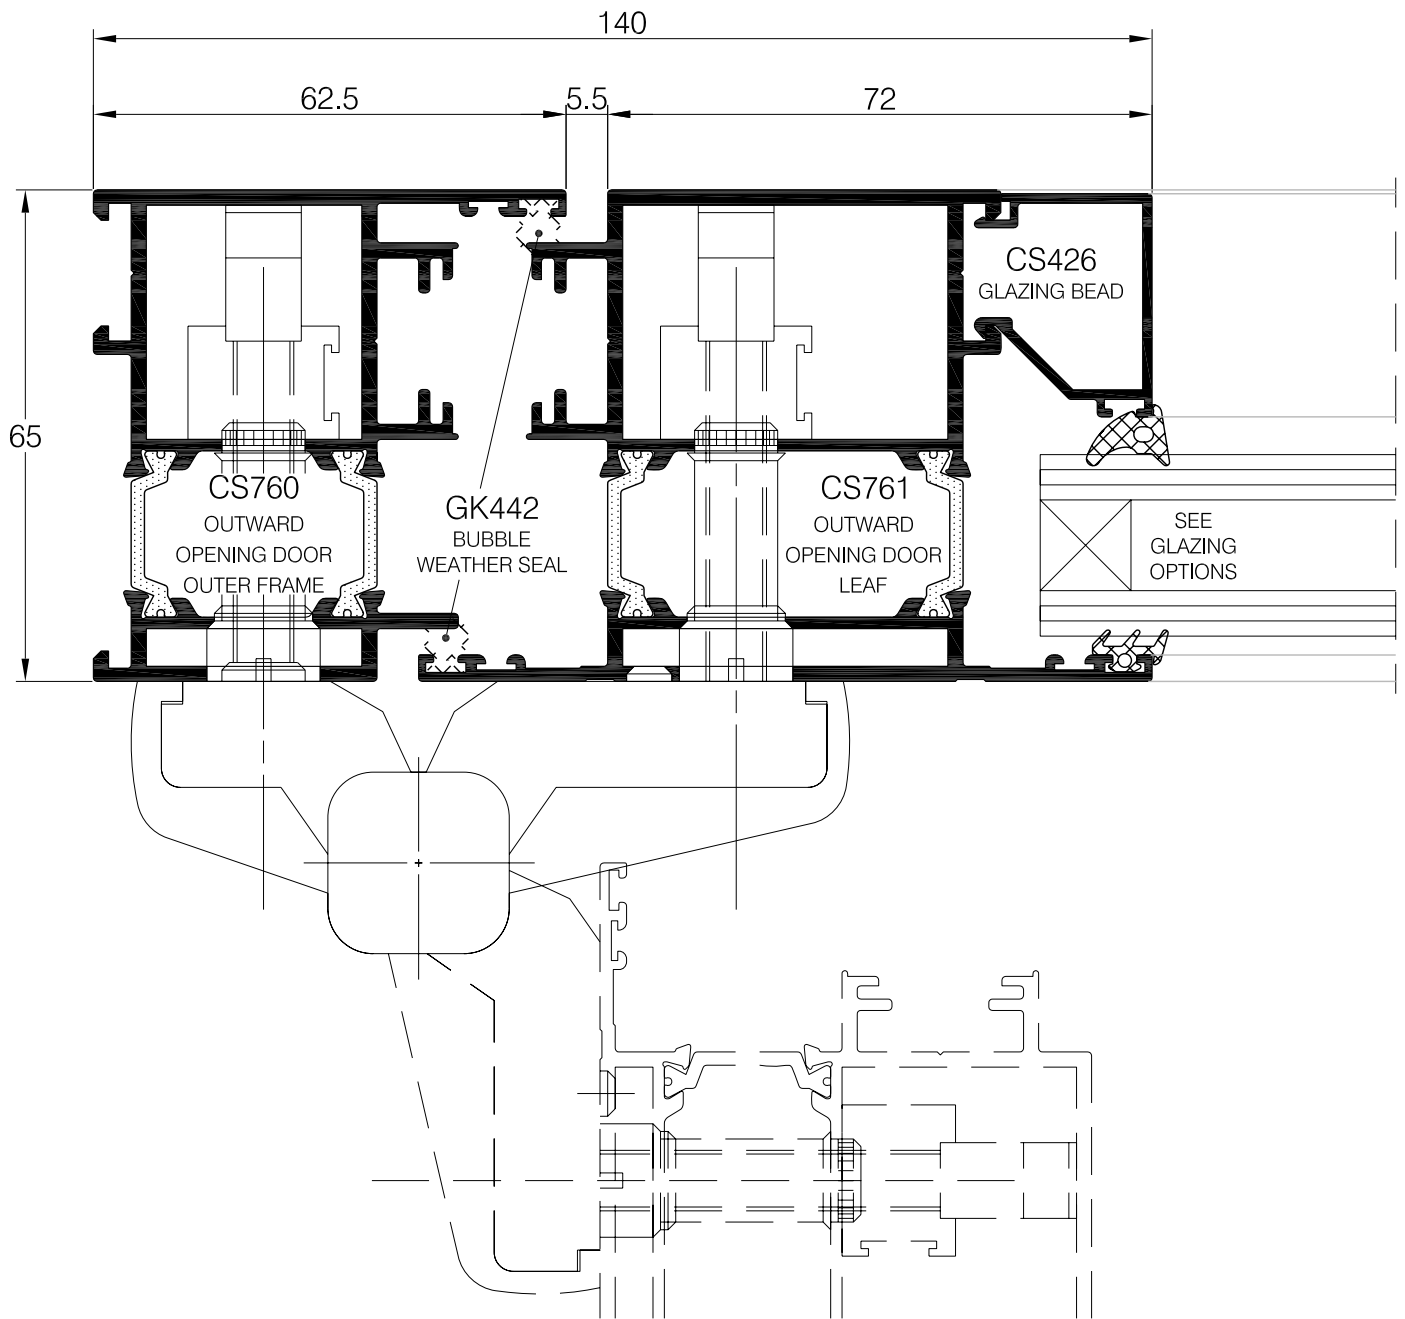 140
62.5
5.5
72
65
CS426
GLAZING BEAD
CS760
OUTWARD
OPENING DOOR
OUTER FRAME
GK442
BUBBLE
WEATHER SEAL
CS761
OUTWARD
OPENING DOOR
LEAF
SEE
GLAZING
OPTIONS